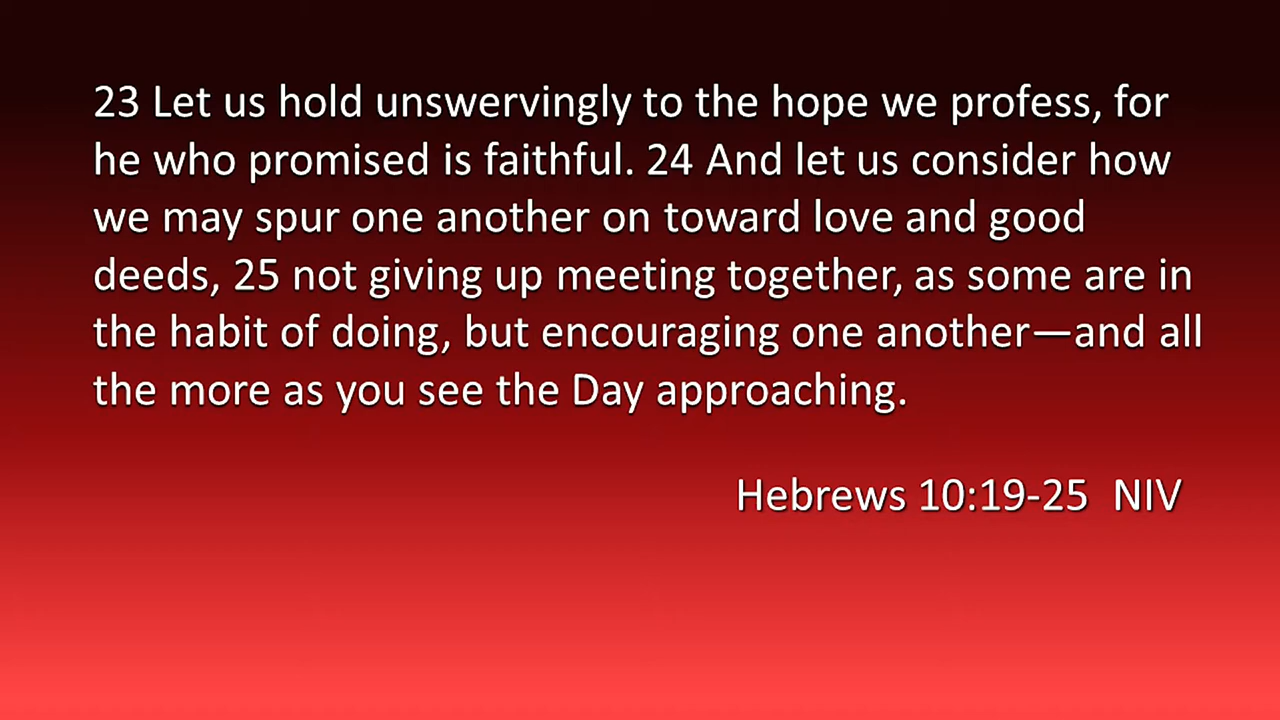 23 Let us hold unswervingly to the hope we profess, for
he who promised is faithful. 24 And let us consider how
we may spur one another on toward love and good
deeds, 25 not giving up meeting together, as some are in
the habit of doing, but encouraging one another—and all
the more as you see the Day approaching.
Hebrews 10:19-25 NIV